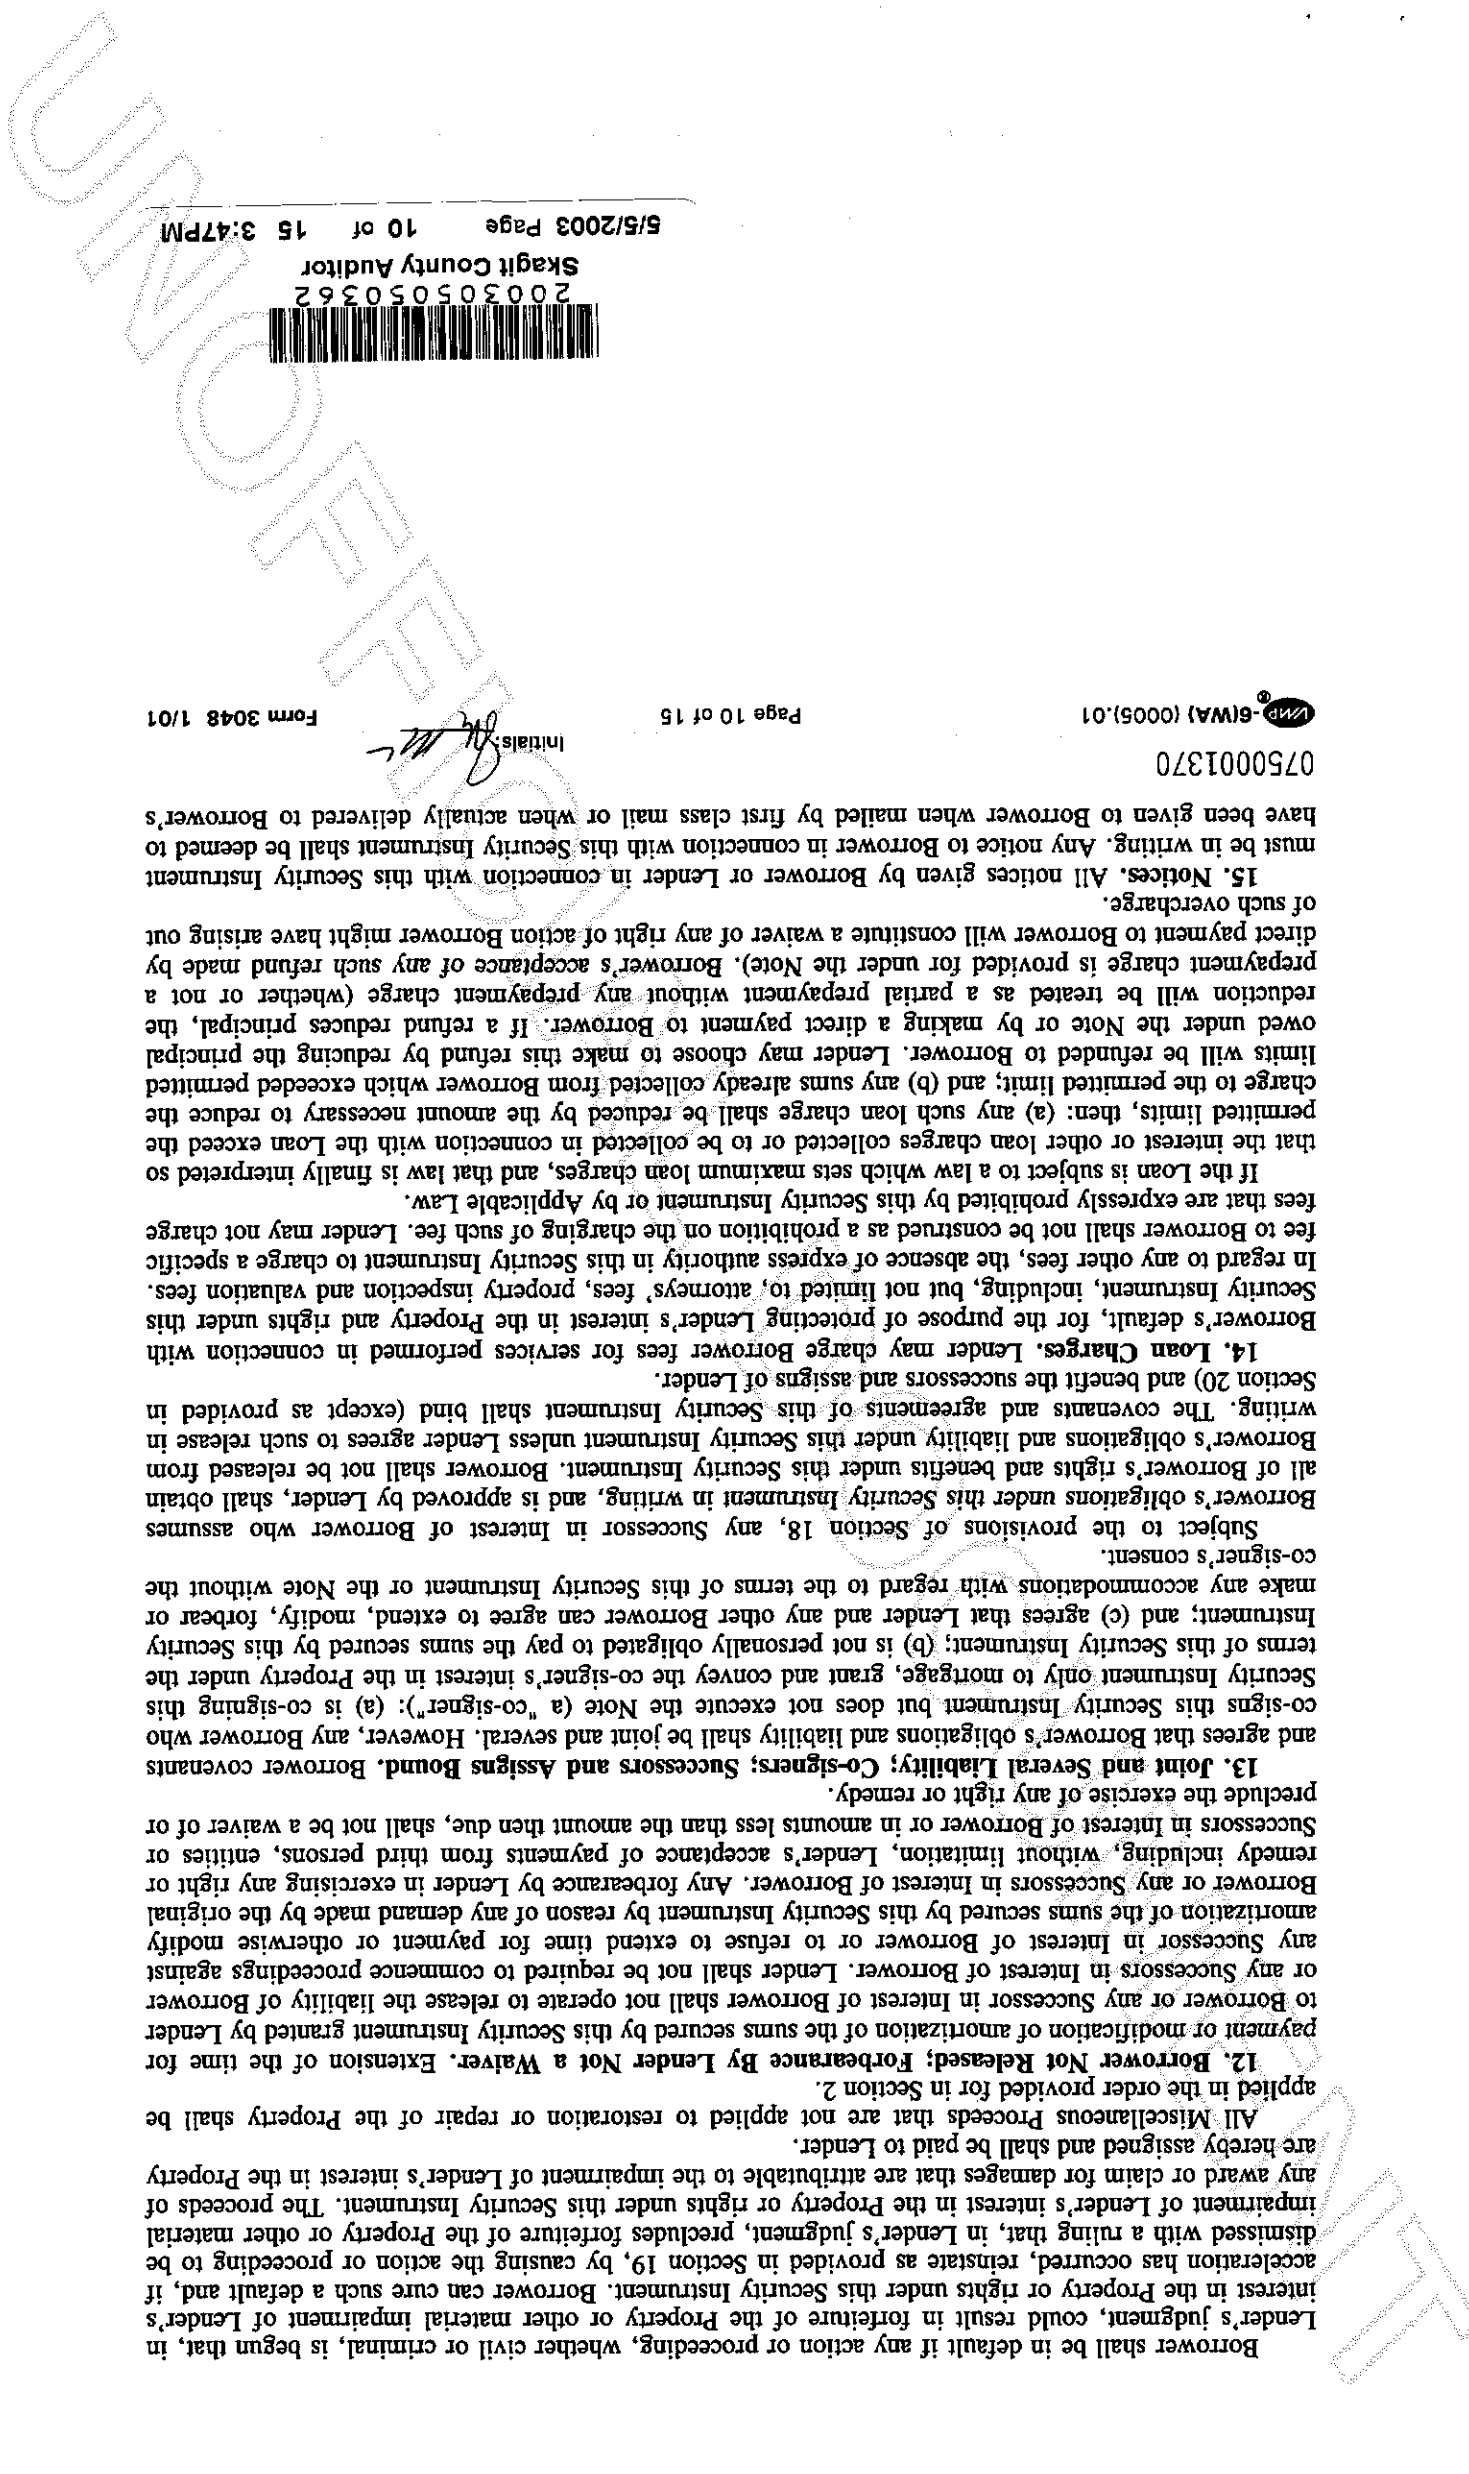 Borrower shall be in default if any action or proceeding, whether civil or criminal, is begun that, in
Lender's judgment, could result in forfeiture of the Property or other material impairment of Lender's
interest in the Property or rights under this Security Instrument. Borrower can cure such a default and, if
acceleration has occurred, reinstate as provided in Section 19, by causing the action or proceeding to be
dismissed with a ruling that, in Lender's judgment, precludes forfeiture of the Property or other material
impairment of Lender's interest in the Property or rights under this Security Instrument. The proceeds of
any award or claim for damages that are attributable to the impairment of Lender's interest in the Property
are hereby assigned and shall be paid to Lender.
All Miscellaneous Proceeds that are not applied to restoration or repair of the Property shall be
applied in the order provided for in Section 2.
12. Borrower Not Released; Forbearance By Lender Not a Waiver. Extension of the time for
payment or modification of amortization of the sums secured by this Security Instrument granted by Lender
to Borrower or any Successor in Interest of Borrower shall not operate to release the liability of Borrower
or any Successors in Interest of Borrower. Lender shall not be required to commence proceedings against
any Successor in Interest of Borrower or to refuse to extend time for payment or otherwise modify
amortization of the sums secured by this Security Instrument by reason of any demand made by the original
Borrower or any Successors in Interest of Borrower. Any forbearance by Lender in exercising any right or
remedy including, without limitation, Lender's acceptance of payments from third persons, entities or
Successors in Interest of Borrower or in amounts less than the amount then due, shall not be a waiver of or
preclude the exercise of any right or remedy.
13. Joint and Several Liability; Co-signers; Successors and Assigns Bound. Borrower covenants
and agrees that Borrower's obligations and liability shall be joint and several. However, any Borrower who
co-signs this Security Instrument but does not execute the Note (a "co-signer"): (a) is co-signing this
Security Instrument only to mortgage, grant and convey the co-signer's interest in the Property under the
terms of this Security Instrument; (b) is not personally obligated to pay the sums secured by this Security
Instrument; and (c) agrees that Lender and any other Borrower can agree to extend, modify, forbear or
make any accommodations with regard to the terms of this Security Instrument or the Note without the
co-signer's consent.
Subject to the provisions of Section 18, any Successor in Interest of Borrower who assumes
Borrower's obligations under this Security Instrument in writing, and is approved by Lender, shall obtain
all of Borrower's rights and benefits under this Security Instrument. Borrower shall not be released from
Borrower's obligations and liability under this Security Instrument unless Lender agrees to such release in
writing. The covenants and agreements of this Security Instrument shall bind (except as provided in
Section 20) and benefit the successors and assigns of Lender.
14. Loan Charges. Lender may charge Borrower fees for services performed in connection with
Borrower's default, for the purpose of protecting Lender's interest in the Property and rights under this
Security Instrument, including, but not limited to, attorneys' fees, property inspection and valuation fees.
In regard to any other fees, the absence of express authority in this Security Instrument to charge a specific
fee to Borrower shall not be construed as a prohibition on the charging of such fee. Lender may not charge
fees that are expressly prohibited by this Security Instrument or by Applicable Law.
If the Loan is subject to a law which sets maximum loan charges, and that law is finally interpreted so
that the interest or other loan charges collected or to be collected in connection with the Loan exceed the
permitted limits, then: (a) any such loan charge shall be reduced by the amount necessary to reduce the
charge to the permitted limit; and (b) any sums already collected from Borrower which exceeded permitted
limits will be refunded to Borrower. Lender may choose to make this refund by reducing the principal
owed under the Note or by making a direct payment to Borrower. If a refund reduces principal, the
reduction will be treated as a partial prepayment without any prepayment charge (whether or not a
prepayment charge is provided for under the Note). Borrower's acceptance of any such refund made by
direct payment to Borrower will constitute a waiver of any right of action Borrower might have arising out
of such overcharge.
15. Notices. All notices given by Borrower or Lender in connection with this Security Instrument
must be in writing. Any notice to Borrower in connection with this Security Instrument shall be deemed to
have been given to Borrower when mailed by first class mail or when actually delivered to Borrower's
0750001370
Initials:
VMP®-6(WA) (0005).01 Page 10 of 15 Form 3048 1/01
200305050362
Skagit County Auditor
5/5/2003 Page 10 of 15 3:47PM
UNOFFICIAL DOCUMENT